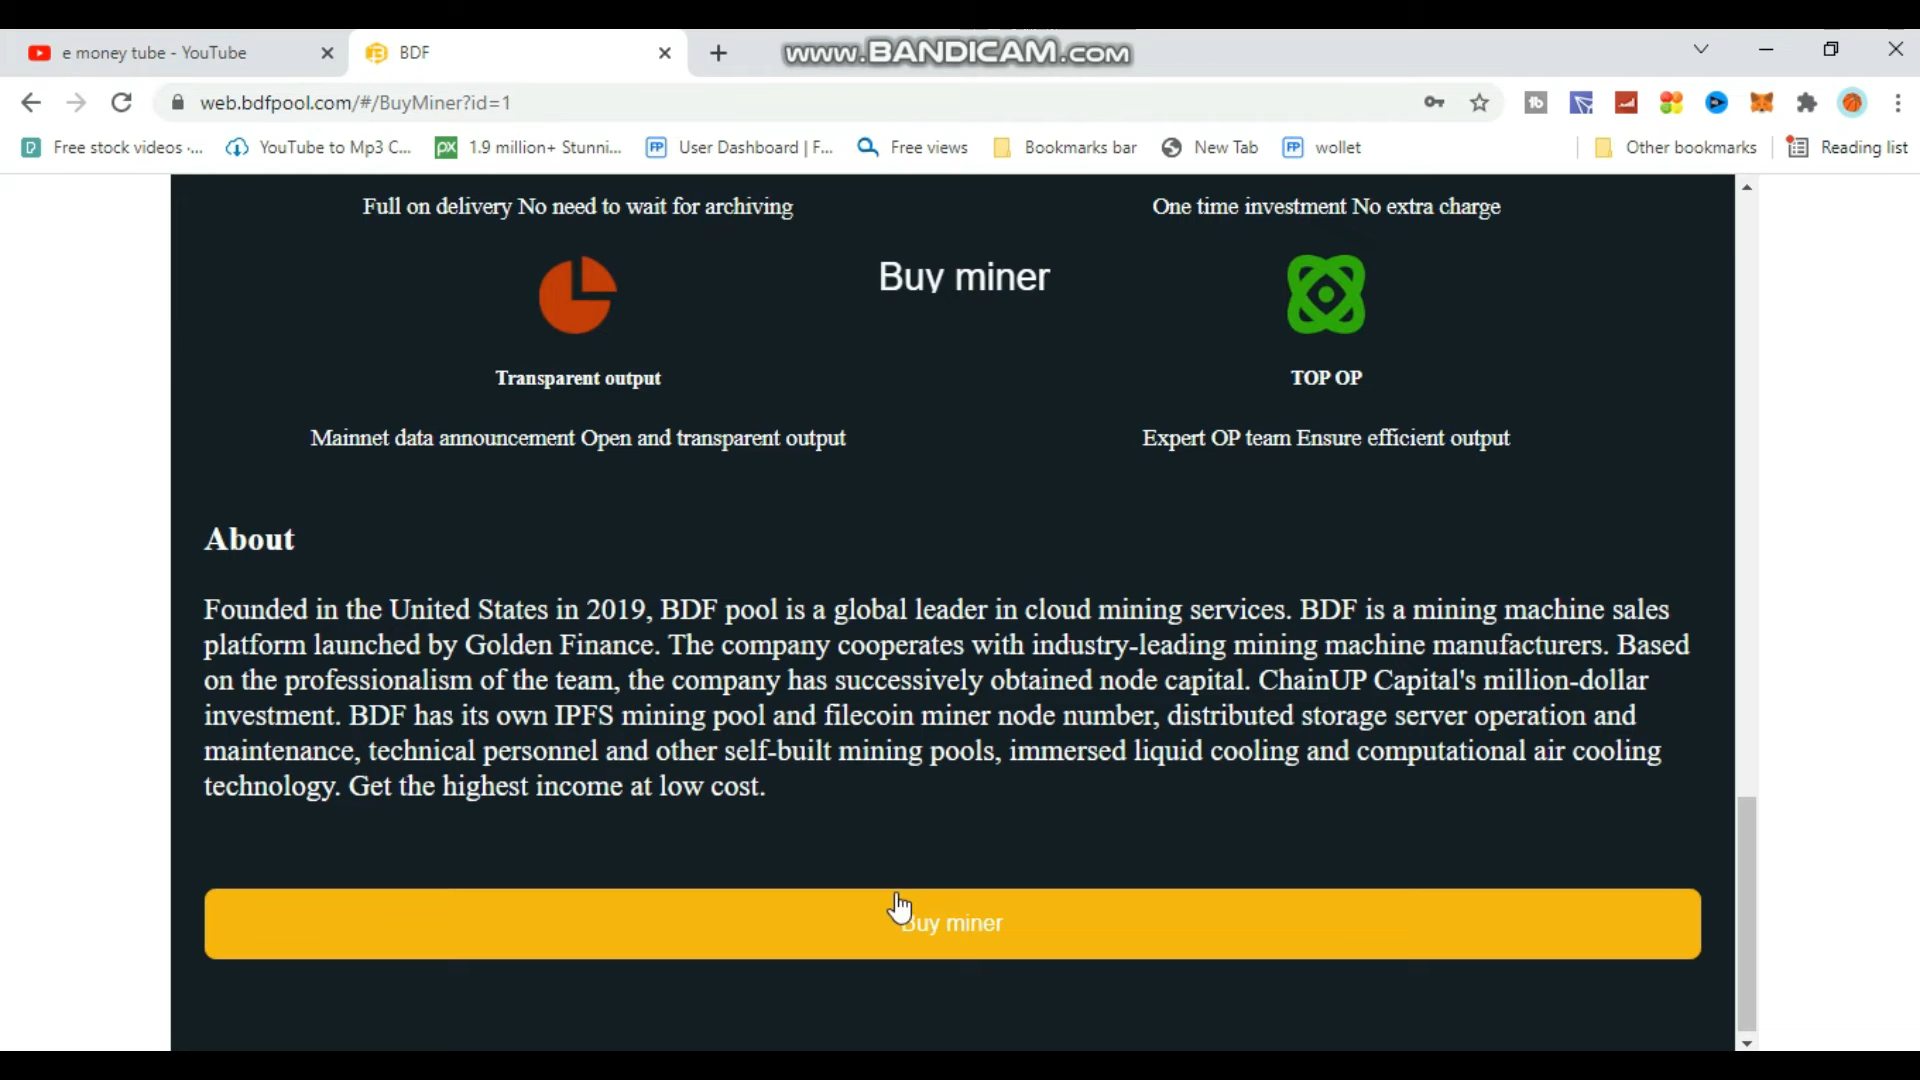 e money tube - YouTube
BDF
www.BANDICAM.com
web.bdfpool.com/#/BuyMiner?id=1
Free stock videos ·...
YouTube to Mp3 C...
px
1.9 million+ Stunni...
FP
User Dashboard | F...
Free views
Bookmarks bar
New Tab
FP
wollet
Other bookmarks
Reading list
Full on delivery No need to wait for archiving
One time investment No extra charge
Buy miner
Transparent output
TOP OP
Mainnet data announcement Open and transparent output
Expert OP team Ensure efficient output
About
Founded in the United States in 2019, BDF pool is a global leader in cloud mining services. BDF is a mining machine sales
platform launched by Golden Finance. The company cooperates with industry-leading mining machine manufacturers. Based
on the professionalism of the team, the company has successively obtained node capital. ChainUP Capital's million-dollar
investment. BDF has its own IPFS mining pool and filecoin miner node number, distributed storage server operation and
maintenance, technical personnel and other self-built mining pools, immersed liquid cooling and computational air cooling
technology. Get the highest income at low cost.
Buy miner